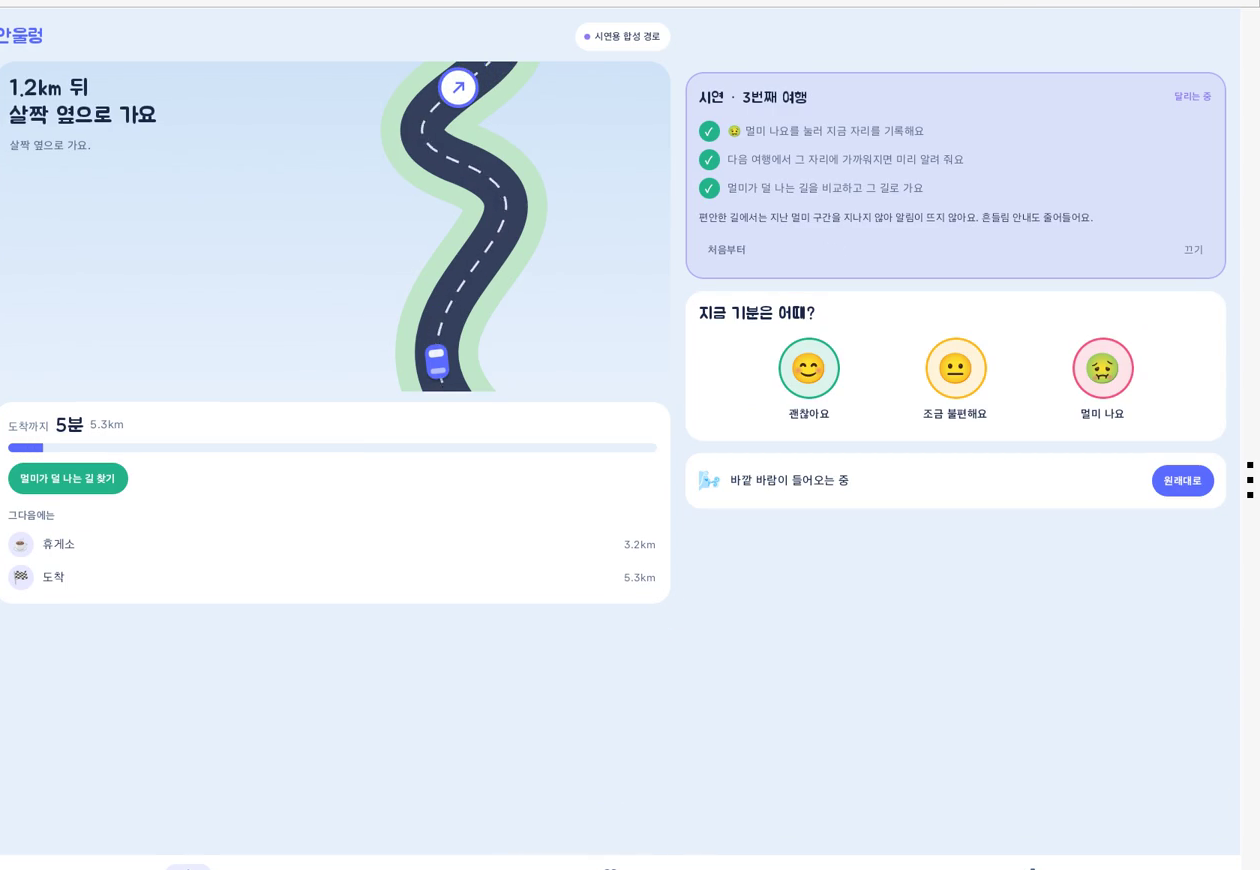 안울렁
시연용 합성 경로
1.2km 뒤
살짝 옆으로 가요
살짝 옆으로 가요.
도착까지 5분 5.3km
멀미가 덜 나는 길 찾기
그다음에는
휴게소 3.2km
도착 5.3km
시연 · 3번째 여행
달리는 중
멀미 나요를 눌러 지금 자리를 기록해요
다음 여행에서 그 자리에 가까워지면 미리 알려 줘요
멀미가 덜 나는 길을 비교하고 그 길로 가요
편안한 길에서는 지난 멀미 구간을 지나지 않아 알림이 뜨지 않아요. 흔들림 안내도 줄어들어요.
처음부터
끄기
지금 기분은 어때?
괜찮아요
조금 불편해요
멀미 나요
바깥 바람이 들어오는 중
원래대로